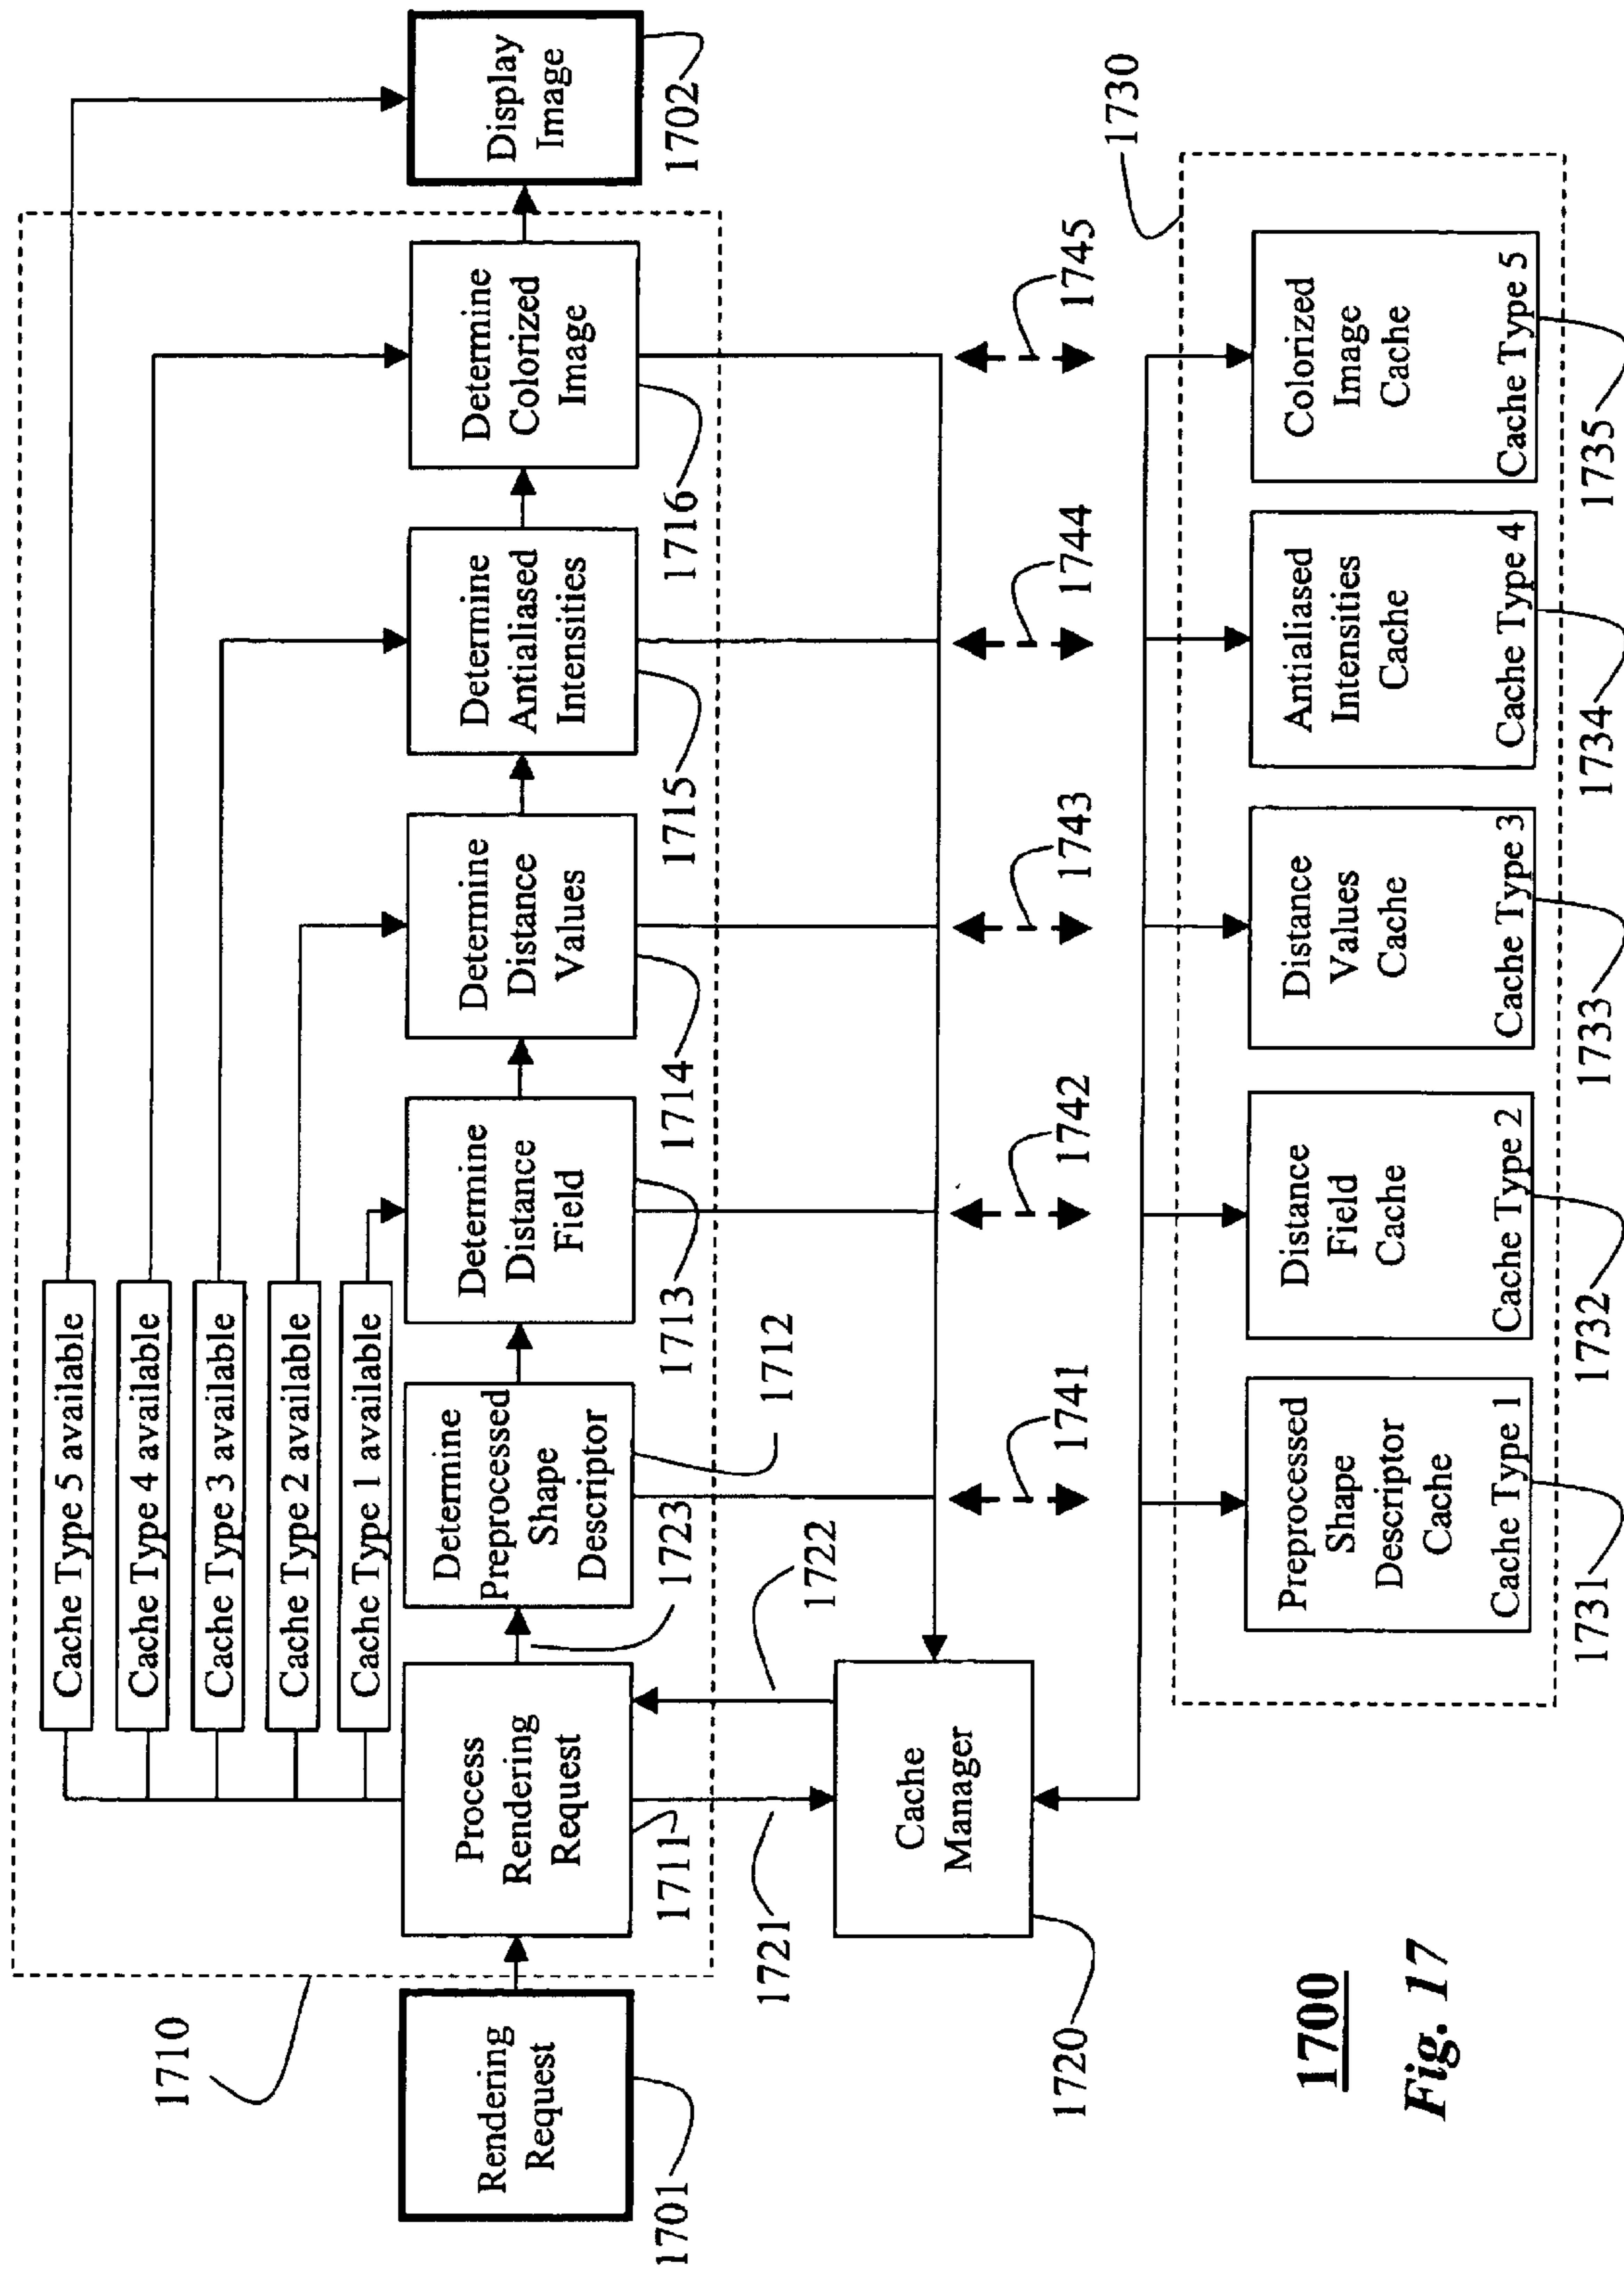 1710
Cache Type 5 available
Cache Type 4 available
Cache Type 3 available
Cache Type 2 available
Cache Type 1 available
Rendering
Request
1701
Process
Rendering
Request
1711
1723
Determine
Preprocessed
Shape
Descriptor
1712
Determine
Distance
Field
1713
Determine
Distance
Values
1714
Determine
Antialiased
Intensities
1715
Determine
Colorized
Image
1716
Display
Image
1702
1721
1722
Cache
Manager
1720
1741
1742
1743
1744
1745
1730
Preprocessed
Shape
Descriptor
Cache
Cache Type 1
1731
Distance
Field
Cache
Cache Type 2
1732
Distance
Values
Cache
Cache Type 3
1733
Antialiased
Intensities
Cache
Cache Type 4
1734
Colorized
Image
Cache
Cache Type 5
1735
1700
Fig. 17